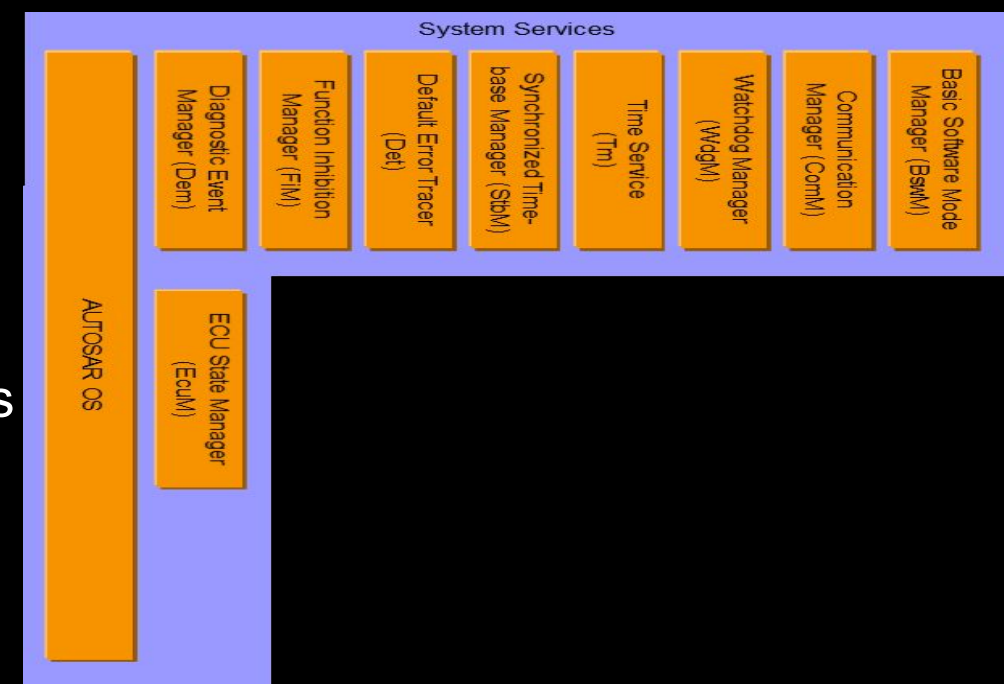 System Services
AUTOSAR OS
Diagnostic Event
Manager (Dem)
Function Inhibition
Manager (FiM)
Default Error Tracer
(Det)
Synchronized Time-
base Manager (StbM)
Time Service
(Tm)
Watchdog Manager
(WdgM)
Communication
Manager (ComM)
Basic Software Mode
Manager (BswM)
ECU State Manager
(EcuM)
s